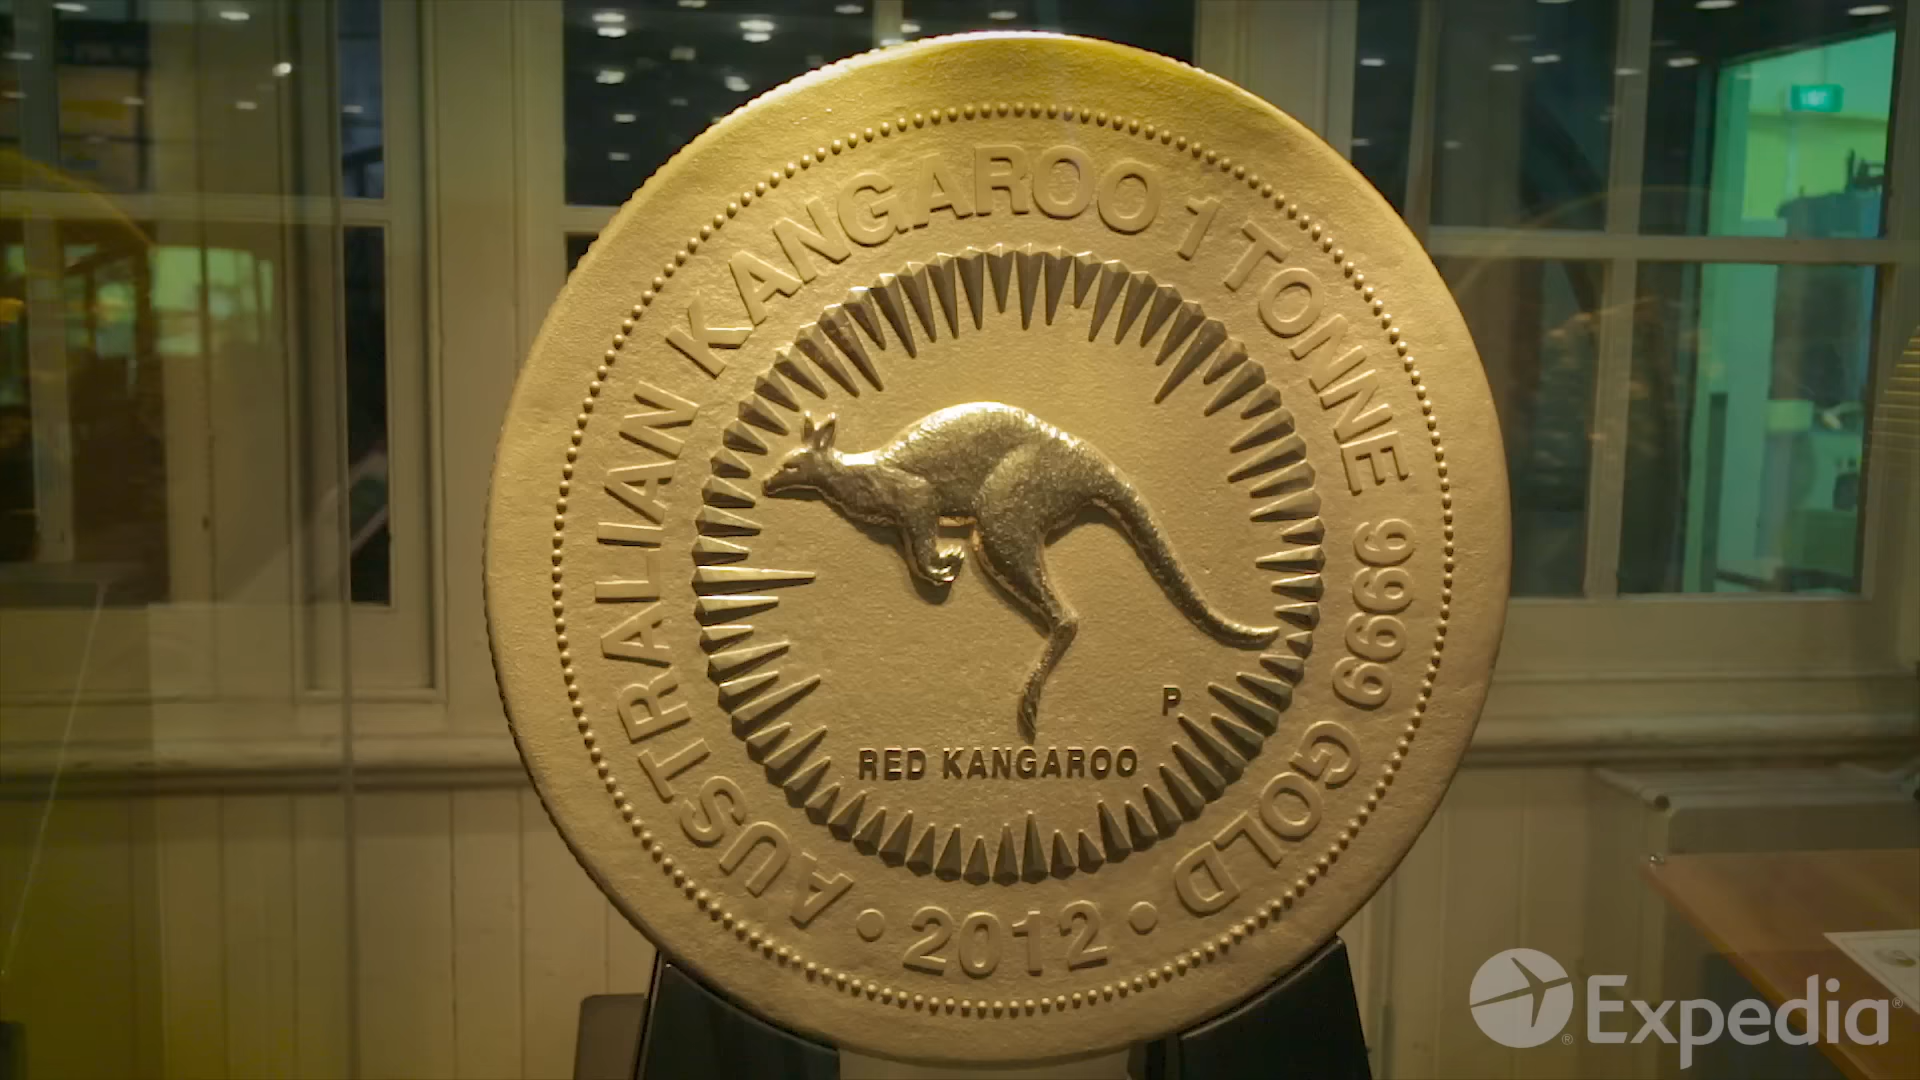 AUSTRALIAN KANGAROO 1 TONNE 9999 GOLD
P
RED KANGAROO
• 2012 •
Expedia®